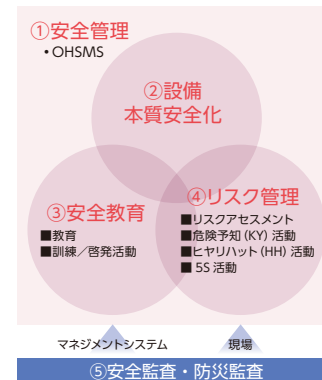 ①安全管理
・OHSMS
②設備
本質安全化
③安全教育
■教育
■訓練／啓発活動
④リスク管理
■リスクアセスメント
■危険予知（KY）活動
■ヒヤリハット（HH）活動
■5S 活動
マネジメントシステム
現場
⑤安全監査・防災監査